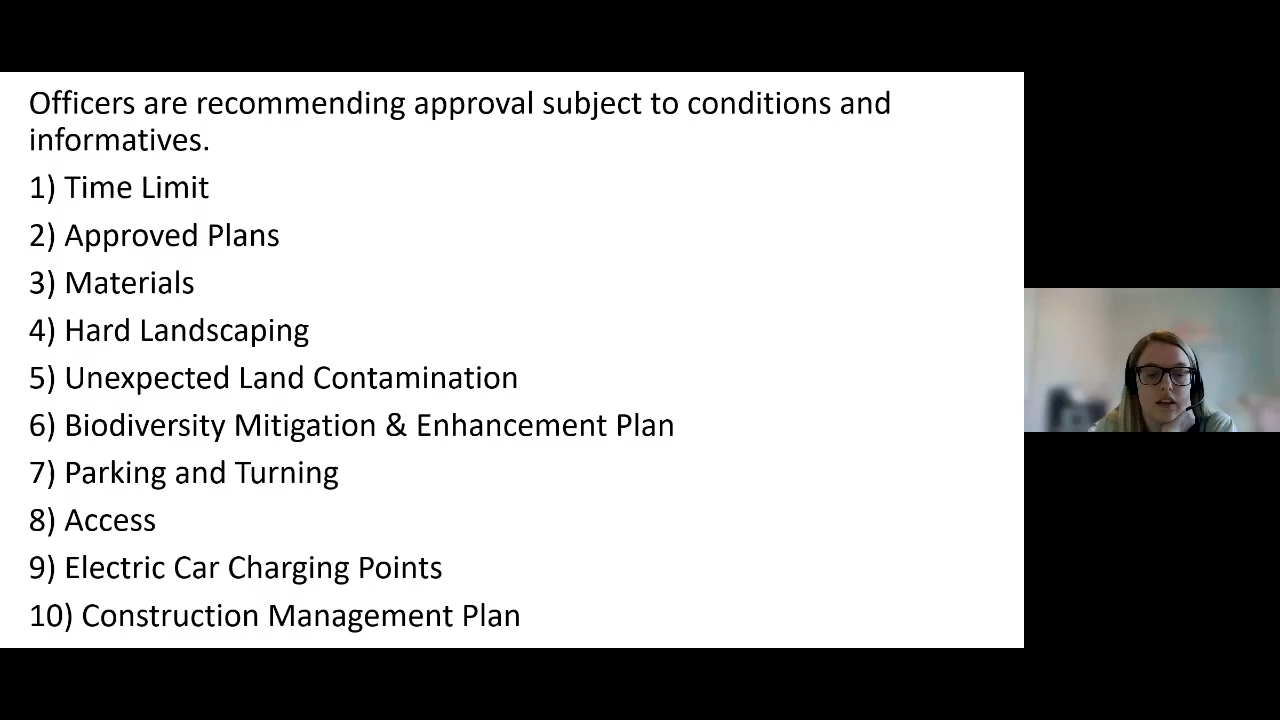 Officers are recommending approval subject to conditions and
informatives.
1) Time Limit
2) Approved Plans
3) Materials
4) Hard Landscaping
5) Unexpected Land Contamination
6) Biodiversity Mitigation & Enhancement Plan
7) Parking and Turning
8) Access
9) Electric Car Charging Points
10) Construction Management Plan